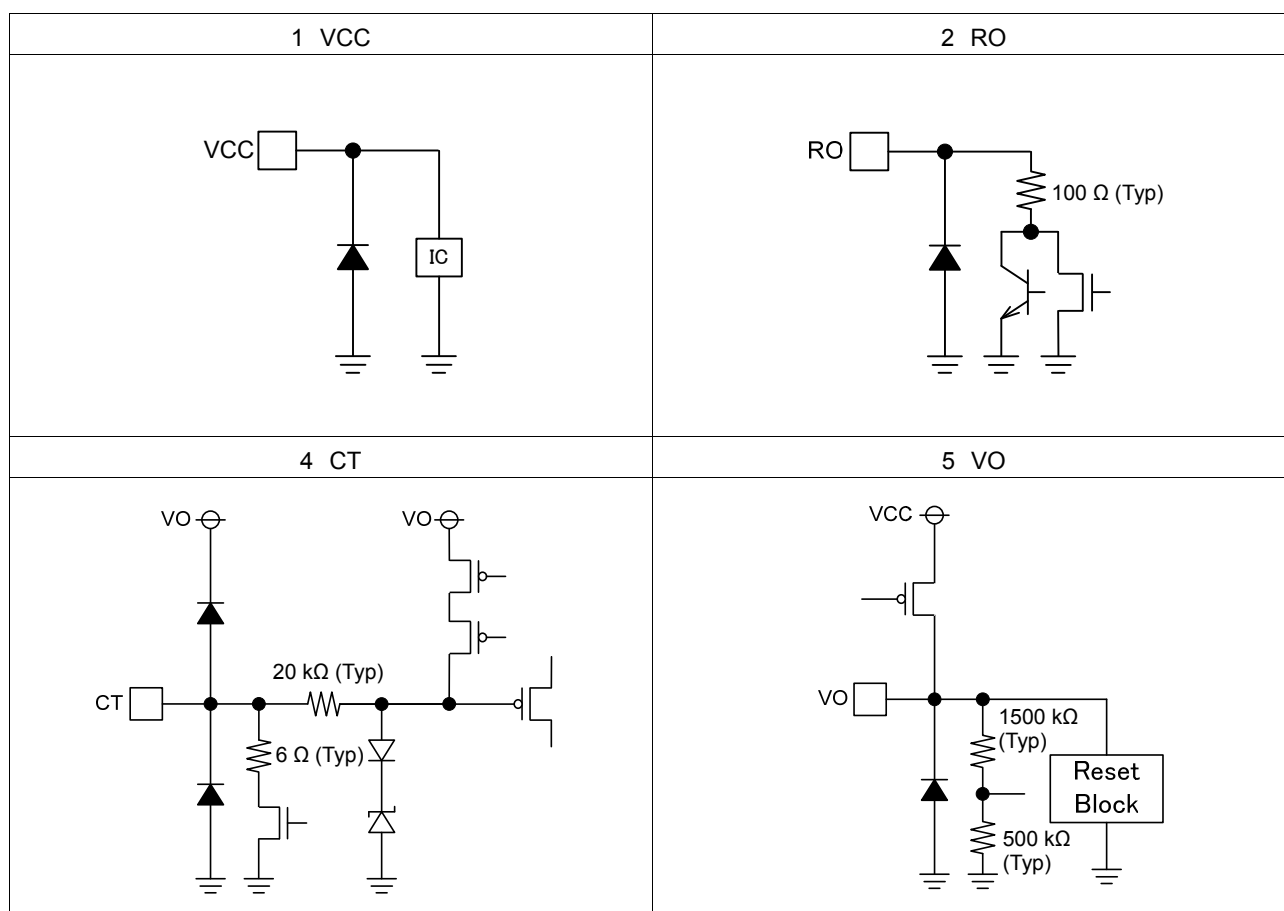 1 VCC
2 RO
VCC
IC
RO
100 Ω (Typ)
4 CT
5 VO
VO
VO
CT
20 kΩ (Typ)
6 Ω (Typ)
VCC
VO
1500 kΩ
(Typ)
500 kΩ
(Typ)
Reset
Block